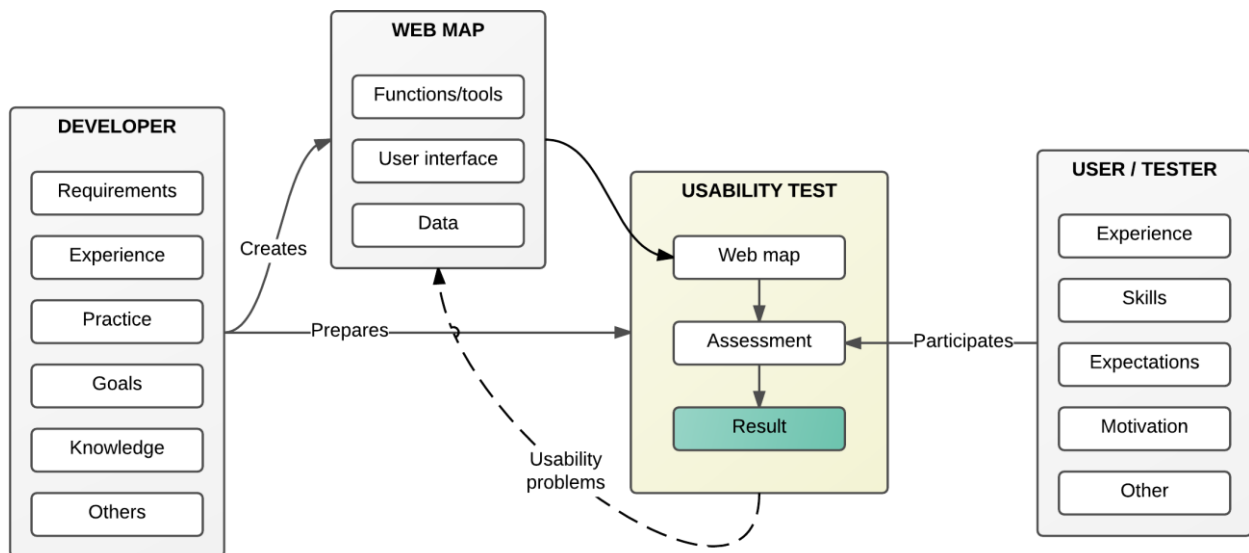 WEB MAP
Functions/tools
User interface
Data
DEVELOPER
Requirements
Experience
Practice
Goals
Knowledge
Others
Creates
Prepares
USABILITY TEST
Web map
Assessment
Result
Usability
problems
Participates
USER / TESTER
Experience
Skills
Expectations
Motivation
Other